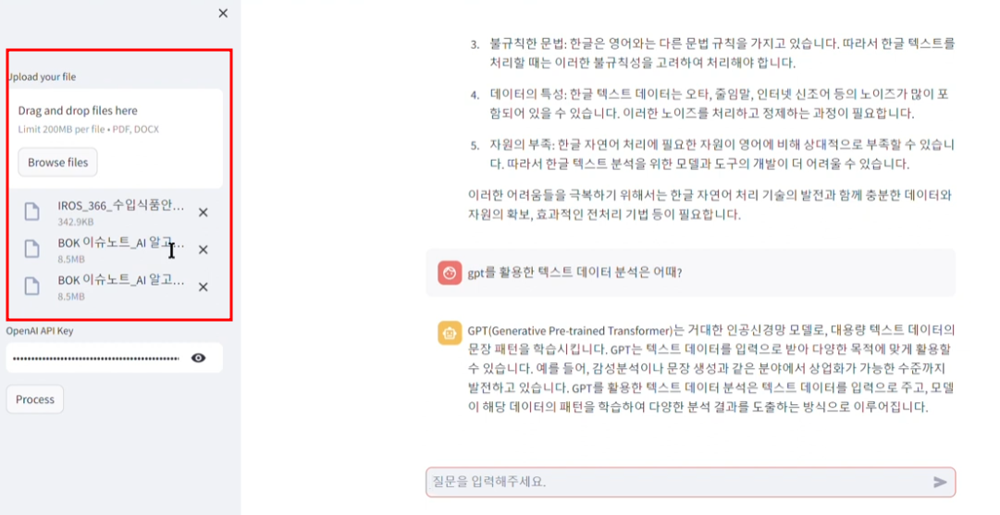 Upload your file
Drag and drop files here
Limit 200MB per file • PDF, DOCX
Browse files
IROS_366_수입식품안...
342.9KB
BOK 이슈노트_AI 알고...
8.5MB
BOK 이슈노트_AI 알고...
8.5MB
OpenAI API Key
Process
3. 불규칙한 문법: 한글은 영어와는 다른 문법 규칙을 가지고 있습니다. 따라서 한글 텍스트를
처리할 때는 이러한 불규칙성을 고려하여 처리해야 합니다.
4. 데이터의 특성: 한글 텍스트 데이터는 오타, 줄임말, 인터넷 신조어 등의 노이즈가 많이 포
함되어 있을 수 있습니다. 이러한 노이즈를 처리하고 정제하는 과정이 필요합니다.
5. 자원의 부족: 한글 자연어 처리에 필요한 자원이 영어에 비해 상대적으로 부족할 수 있습니
다. 따라서 한글 텍스트 분석을 위한 모델과 도구의 개발이 더 어려울 수 있습니다.
이러한 어려움들을 극복하기 위해서는 한글 자연어 처리 기술의 발전과 함께 충분한 데이터와
자원의 확보, 효과적인 전처리 기법 등이 필요합니다.
gpt를 활용한 텍스트 데이터 분석은 어때?
GPT(Generative Pre-trained Transformer)는 거대한 인공신경망 모델로, 대용량 텍스트 데이터의
문장 패턴을 학습시킵니다. GPT는 텍스트 데이터를 입력으로 받아 다양한 목적에 맞게 활용할
수 있습니다. 예를 들어, 감성분석이나 문장 생성과 같은 분야에서 상업화가 가능한 수준까지
발전하고 있습니다. GPT를 활용한 텍스트 데이터 분석은 텍스트 데이터를 입력으로 주고, 모델
이 해당 데이터의 패턴을 학습하여 다양한 분석 결과를 도출하는 방식으로 이루어집니다.
질문을 입력해주세요.